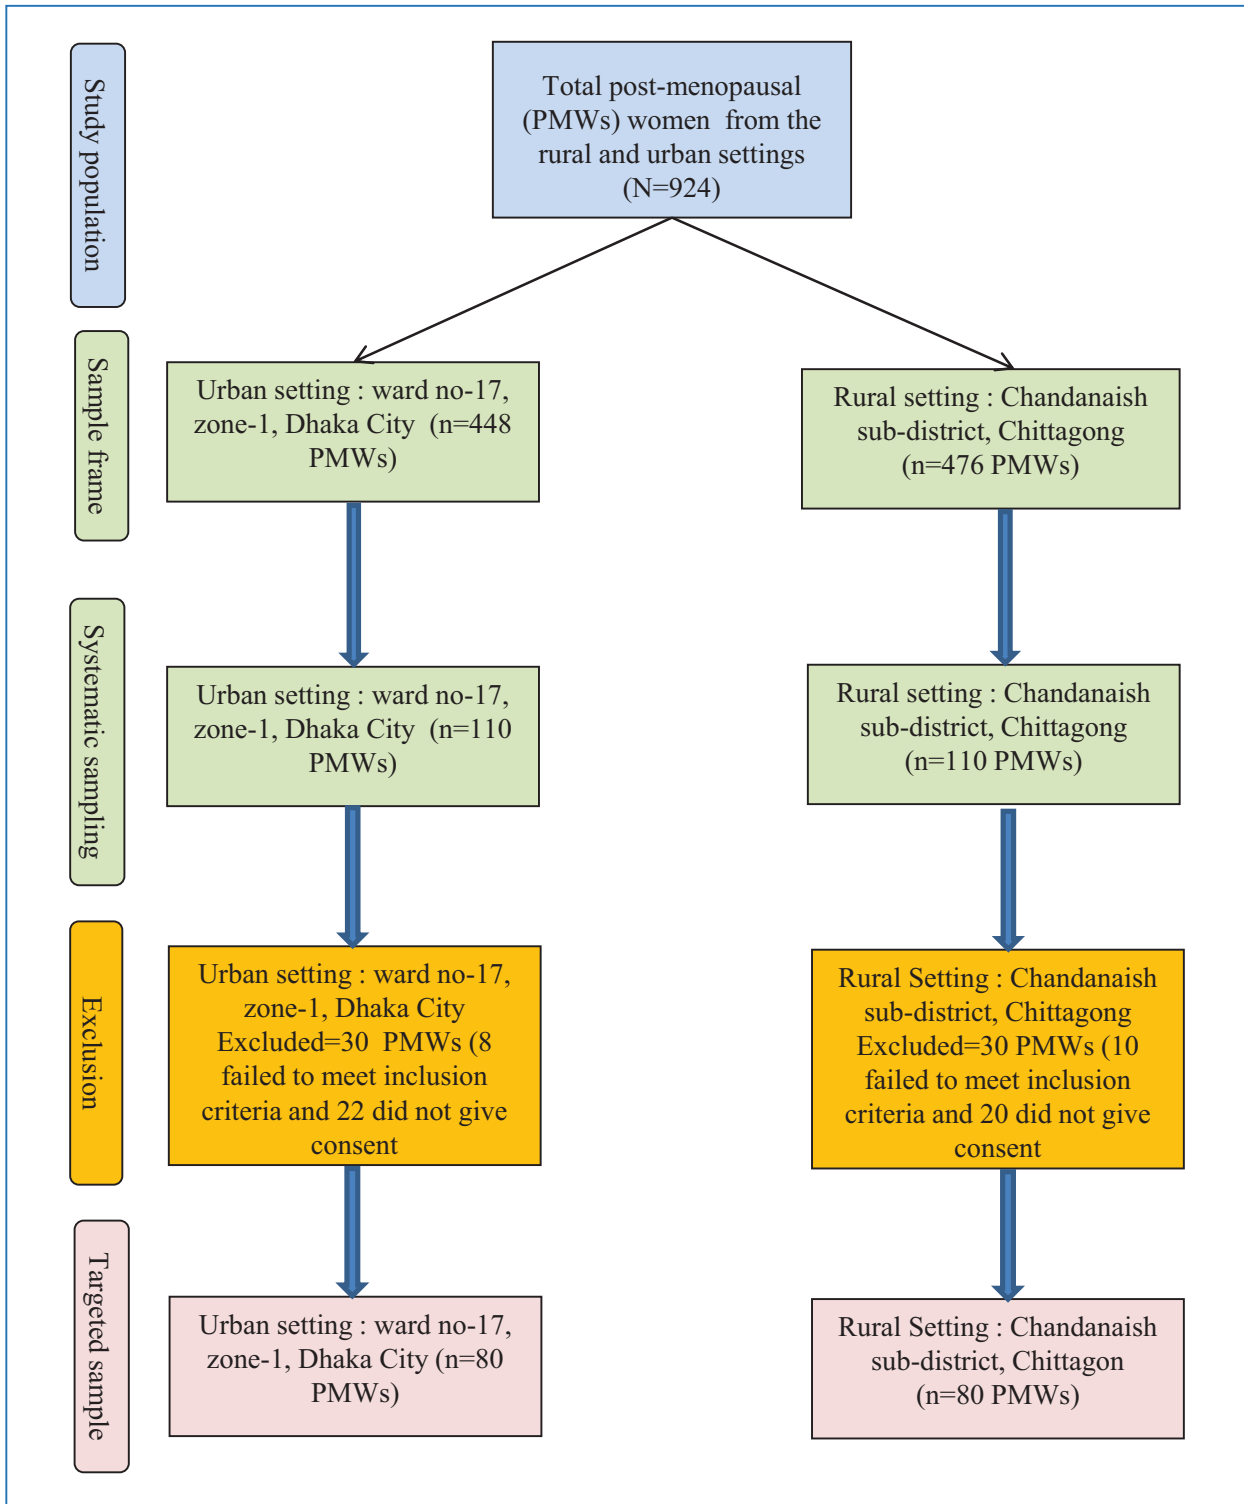 Study population
Total post-menopausal
(PMWs) women from the
rural and urban settings
(N=924)
Sample frame
Urban setting : ward no-17,
zone-1, Dhaka City (n=448
PMWs)
Rural setting : Chandanaish
sub-district, Chittagong
(n=476 PMWs)
Systematic sampling
Urban setting : ward no-17,
zone-1, Dhaka City (n=110
PMWs)
Rural setting : Chandanaish
sub-district, Chittagong
(n=110 PMWs)
Exclusion
Urban setting : ward no-17,
zone-1, Dhaka City
Excluded=30 PMWs (8
failed to meet inclusion
criteria and 22 did not give
consent
Rural Setting : Chandanaish
sub-district, Chittagong
Excluded=30 PMWs (10
failed to meet inclusion
criteria and 20 did not give
consent
Targeted sample
Urban setting : ward no-17,
zone-1, Dhaka City (n=80
PMWs)
Rural Setting : Chandanaish
sub-district, Chittagon
(n=80 PMWs)